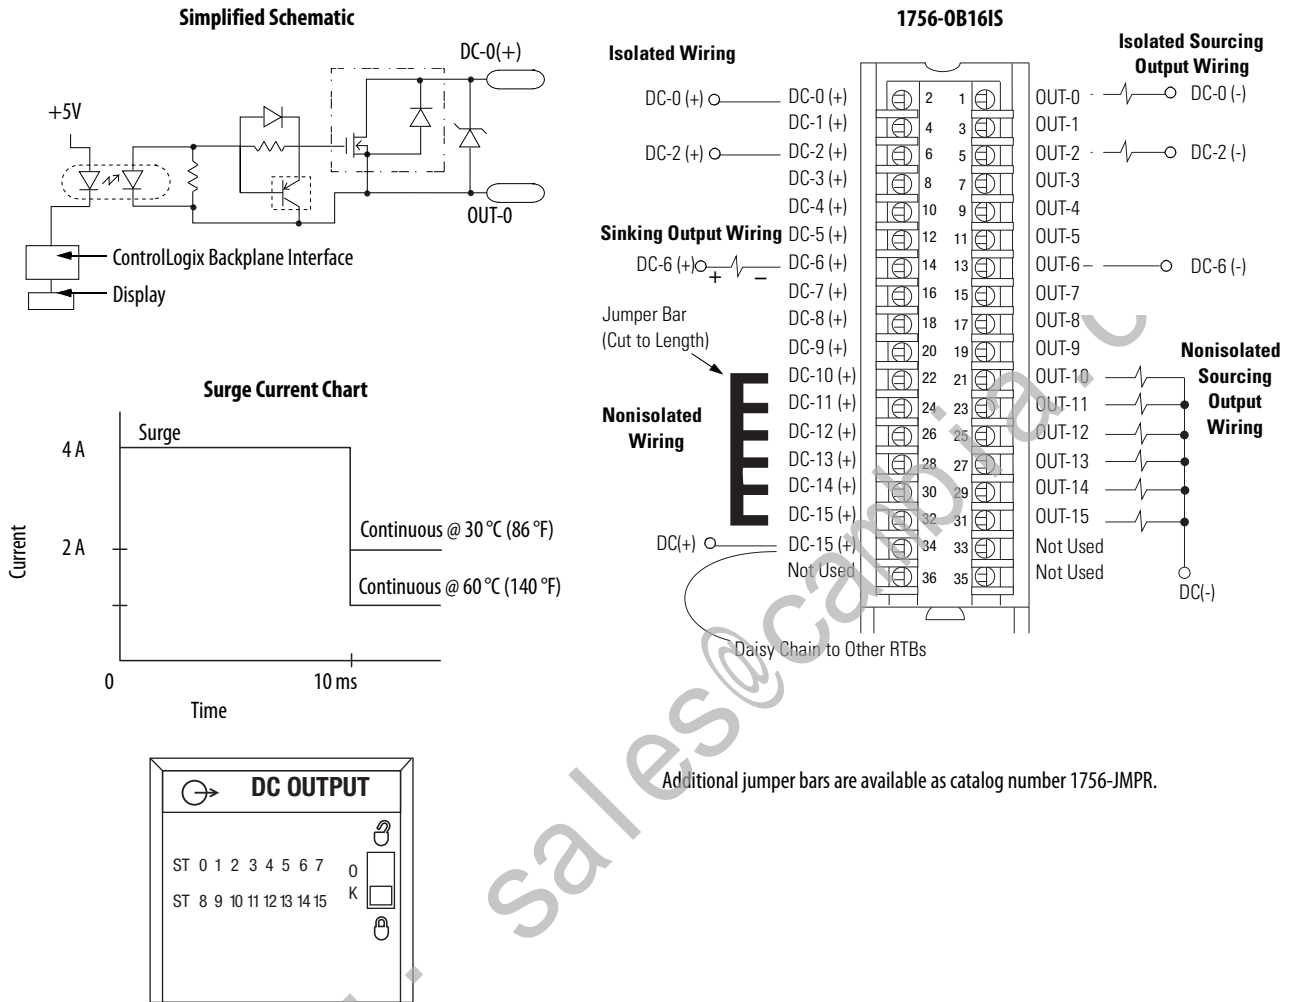 Simplified Schematic
DC-0(+)
+5V
OUT-0
ControlLogix Backplane Interface
Display
Surge Current Chart
Surge
4 A
2 A
Current
Continuous @ 30 °C (86 °F)
Continuous @ 60 °C (140 °F)
0
10 ms
Time
DC OUTPUT
ST 0 1 2 3 4 5 6 7
ST 8 9 10 11 12 13 14 15
O
K
1756-OB16IS
Isolated Wiring
Isolated Sourcing
Output Wiring
DC-0 (+) DC-0 (+) 2 1 OUT-0 DC-0 (-)
DC-1 (+) 4 3 OUT-1
DC-2 (+) DC-2 (+) 6 5 OUT-2 DC-2 (-)
DC-3 (+) 8 7 OUT-3
DC-4 (+) 10 9 OUT-4
Sinking Output Wiring DC-5 (+) 12 11 OUT-5
DC-6 (+) + – DC-6 (+) 14 13 OUT-6 DC-6 (-)
DC-7 (+) 16 15 OUT-7
Jumper Bar
(Cut to Length)
DC-8 (+) 18 17 OUT-8
DC-9 (+) 20 19 OUT-9
DC-10 (+) 22 21 OUT-10
DC-11 (+) 24 23 OUT-11
DC-12 (+) 26 25 OUT-12
DC-13 (+) 28 27 OUT-13
DC-14 (+) 30 29 OUT-14
DC-15 (+) 32 31 OUT-15
Nonisolated
Wiring
Nonisolated
Sourcing
Output
Wiring
DC(+) DC-15 (+) 34 33 Not Used
Not Used 36 35 Not Used
DC(-)
Daisy Chain to Other RTBs
Additional jumper bars are available as catalog number 1756-JMPR.
sales@cambia.c